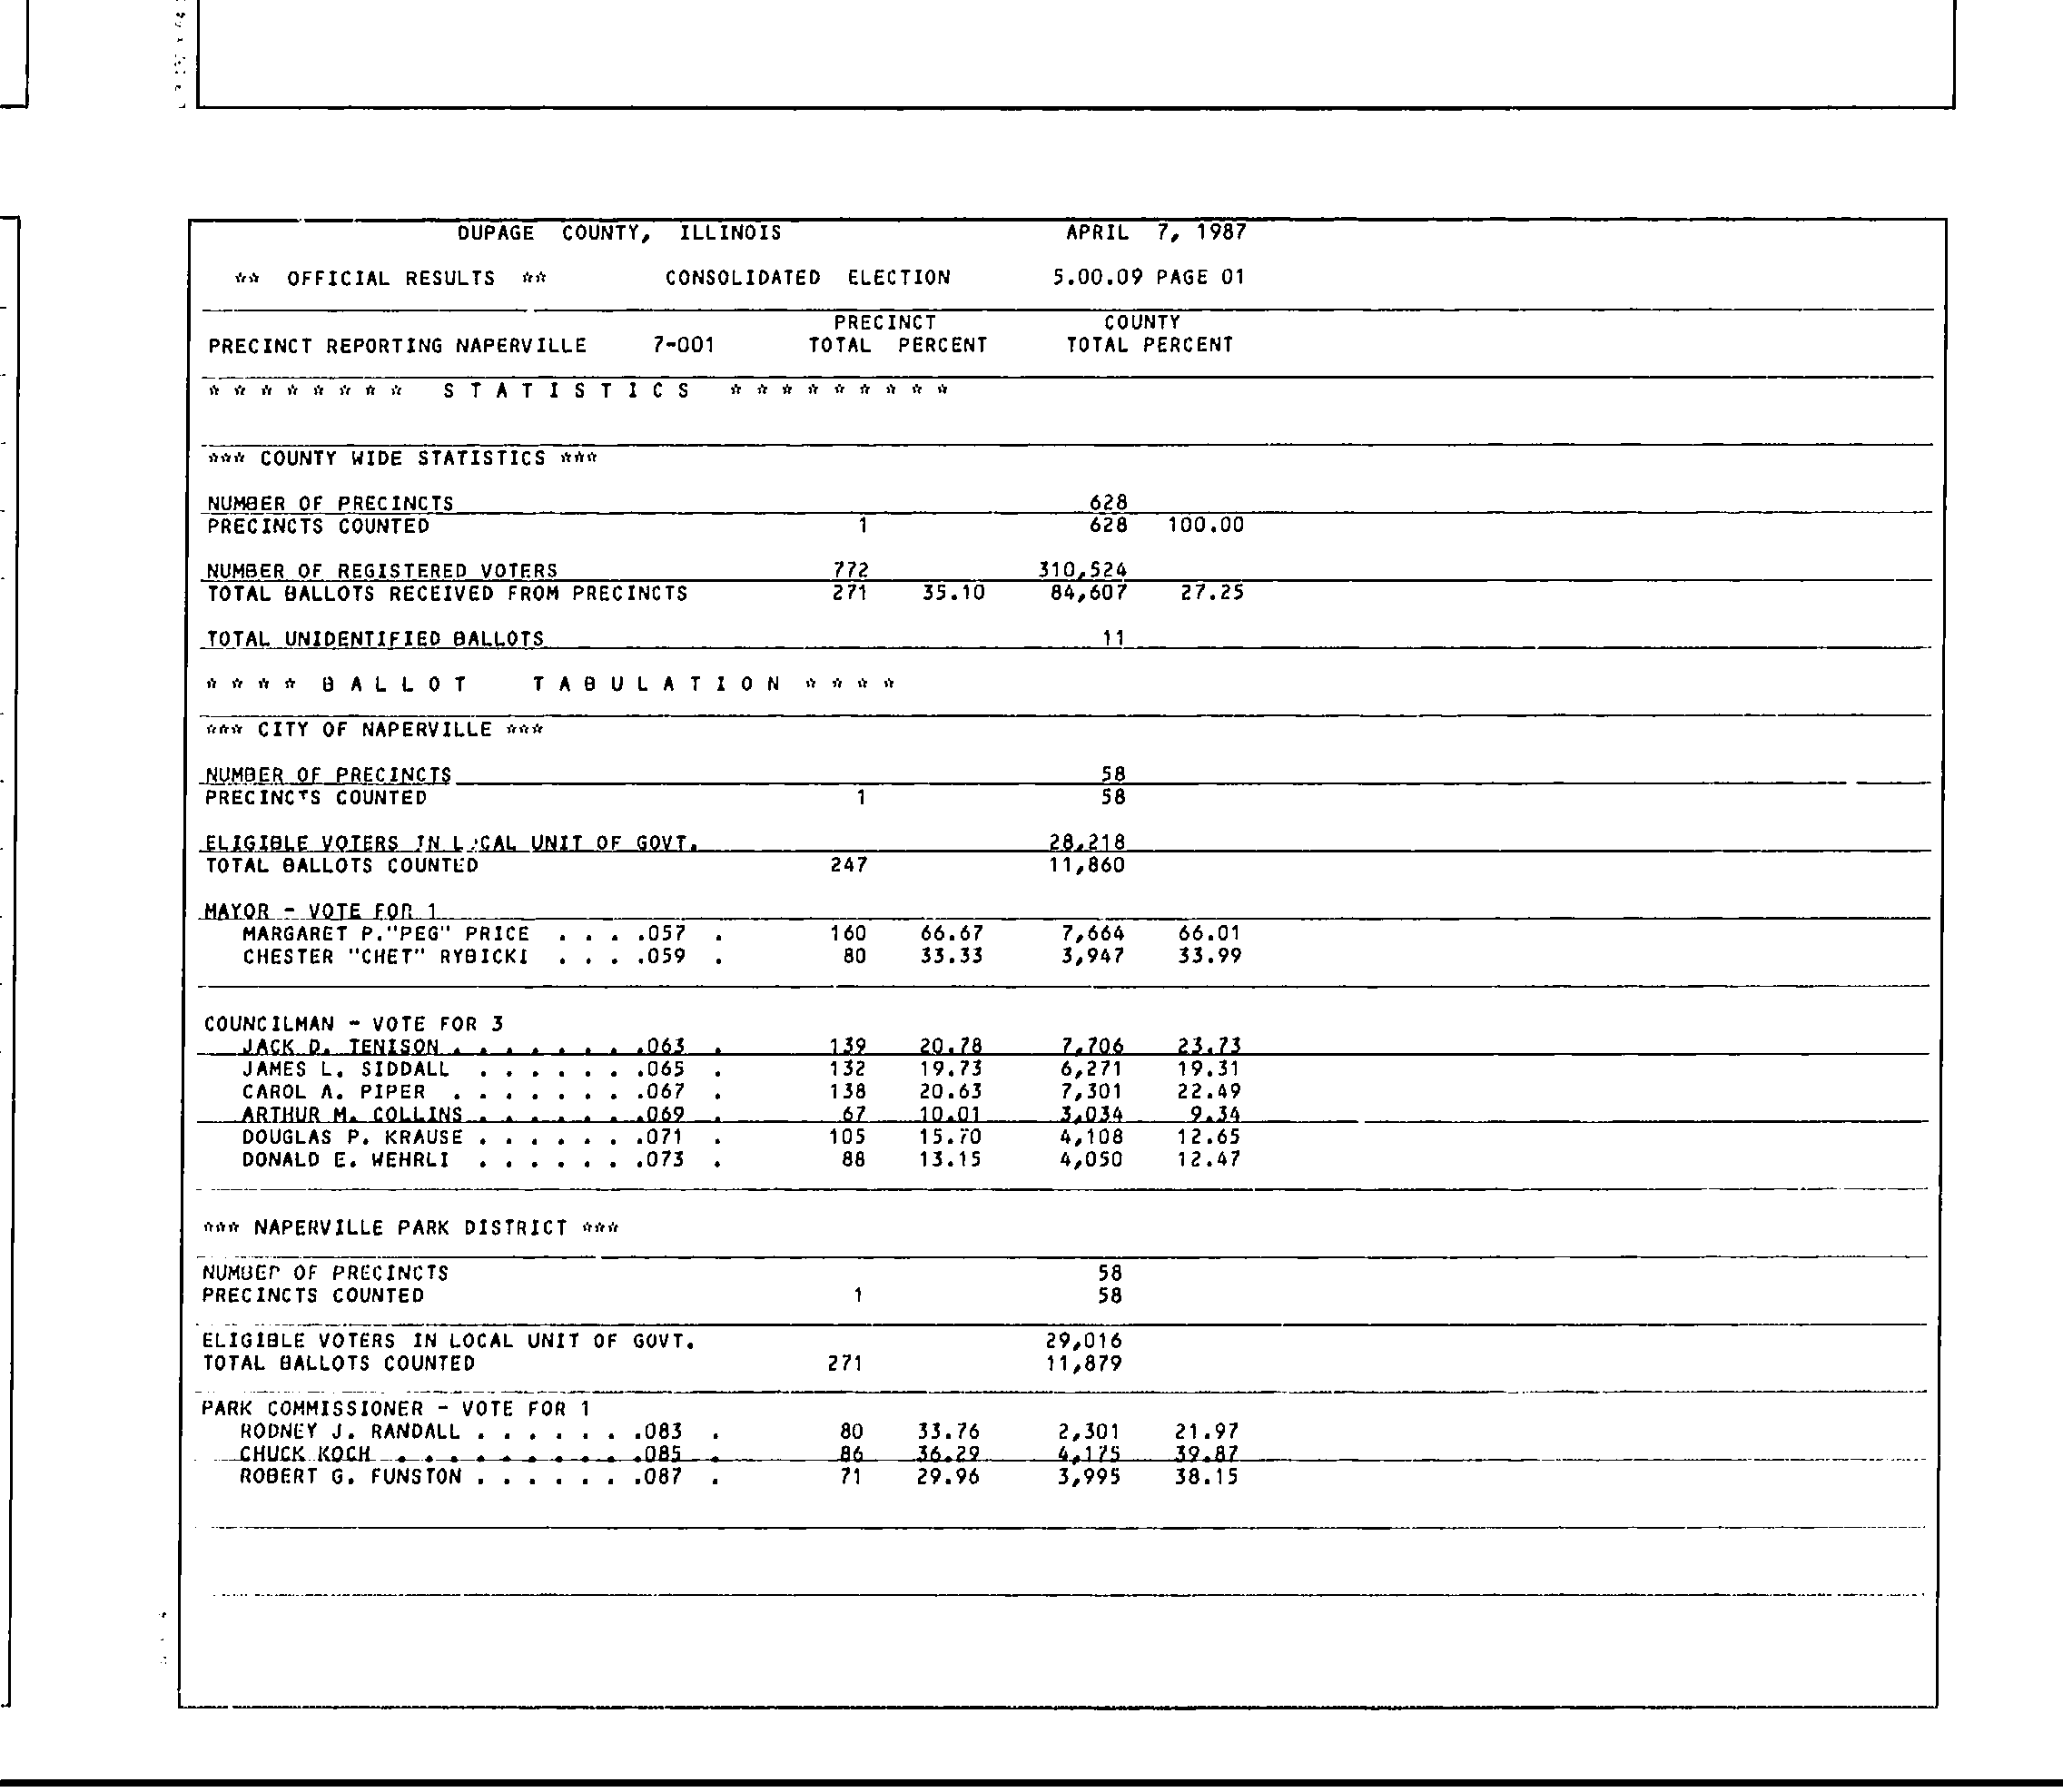 DUPAGE COUNTY, ILLINOIS APRIL 7, 1987
** OFFICIAL RESULTS ** CONSOLIDATED ELECTION 5.00.09 PAGE 01
PRECINCT COUNTY
PRECINCT REPORTING NAPERVILLE 7-001 TOTAL PERCENT TOTAL PERCENT
* * * * * * * * S T A T I S T I C S * * * * * * * * *
*** COUNTY WIDE STATISTICS ***
NUMBER OF PRECINCTS 628
PRECINCTS COUNTED 1 628 100.00
NUMBER OF REGISTERED VOTERS 772 310,524
TOTAL BALLOTS RECEIVED FROM PRECINCTS 271 35.10 84,607 27.25
TOTAL UNIDENTIFIED BALLOTS 11
* * * * B A L L O T T A B U L A T I O N * * * *
*** CITY OF NAPERVILLE ***
NUMBER OF PRECINCTS 58
PRECINCTS COUNTED 1 58
ELIGIBLE VOTERS IN LOCAL UNIT OF GOVT. 28,218
TOTAL BALLOTS COUNTED 247 11,860
MAYOR - VOTE FOR 1
MARGARET P."PEG" PRICE . . . .057 . 160 66.67 7,664 66.01
CHESTER "CHET" RYBICKI . . . .059 . 80 33.33 3,947 33.99
COUNCILMAN - VOTE FOR 3
JACK D. TENISON . . . . . . . .063 . 139 20.78 7,706 23.73
JAMES L. SIDDALL . . . . . . .065 . 132 19.73 6,271 19.31
CAROL A. PIPER . . . . . . . .067 . 138 20.63 7,301 22.49
ARTHUR M. COLLINS . . . . . . .069 . 67 10.01 3,034 9.34
DOUGLAS P. KRAUSE . . . . . . .071 . 105 15.70 4,108 12.65
DONALD E. WEHRLI . . . . . . .073 . 88 13.15 4,050 12.47
*** NAPERVILLE PARK DISTRICT ***
NUMBER OF PRECINCTS 58
PRECINCTS COUNTED 1 58
ELIGIBLE VOTERS IN LOCAL UNIT OF GOVT. 29,016
TOTAL BALLOTS COUNTED 271 11,879
PARK COMMISSIONER - VOTE FOR 1
RODNEY J. RANDALL . . . . . . .083 . 80 33.76 2,301 21.97
CHUCK KOCH . . . . . . . . . .085 . 86 36.29 4,175 39.87
ROBERT G. FUNSTON . . . . . . .087 . 71 29.96 3,995 38.15